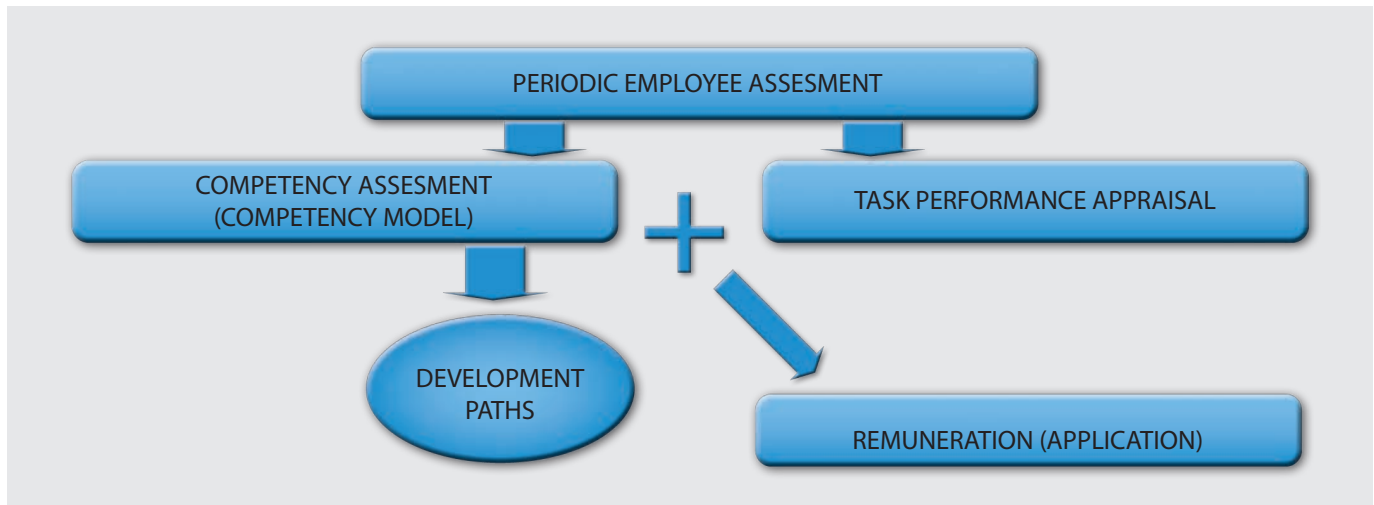 PERIODIC EMPLOYEE ASSESMENT
COMPETENCY ASSESMENT
(COMPETENCY MODEL)
TASK PERFORMANCE APPRAISAL
DEVELOPMENT
PATHS
REMUNERATION (APPLICATION)